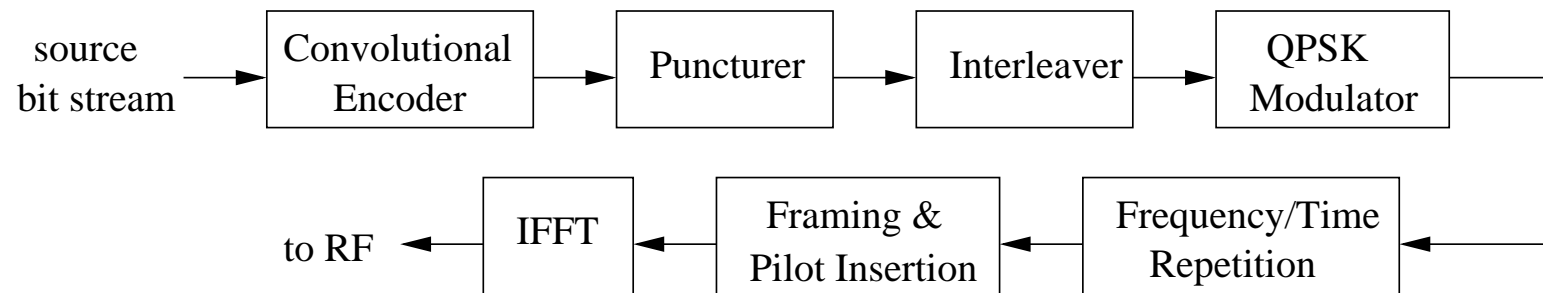 source
bit stream
Convolutional
Encoder
Puncturer
Interleaver
QPSK
Modulator
to RF
IFFT
Framing &
Pilot Insertion
Frequency/Time
Repetition